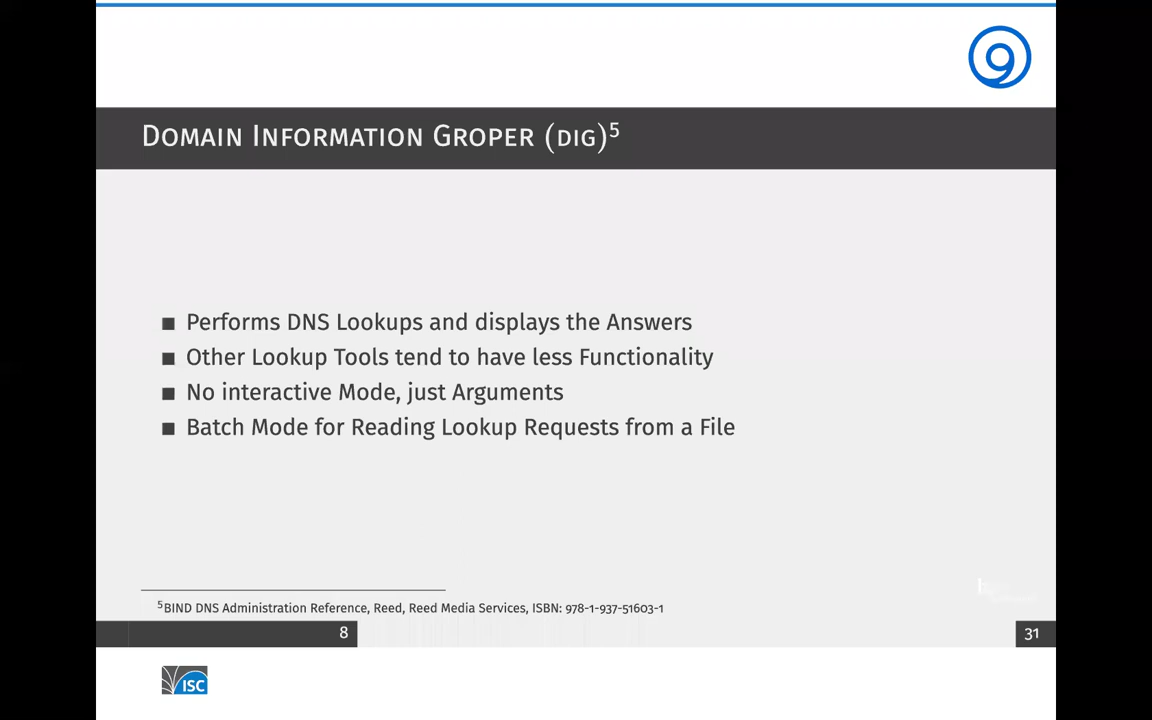 Domain Information Groper (dig)5
■ Performs DNS Lookups and displays the Answers
■ Other Lookup Tools tend to have less Functionality
■ No interactive Mode, just Arguments
■ Batch Mode for Reading Lookup Requests from a File
5BIND DNS Administration Reference, Reed, Reed Media Services, ISBN: 978-1-937-51603-1
8
31
ISC